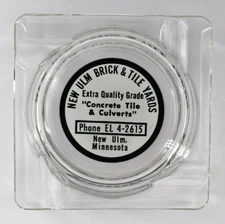 NEW ULM BRICK & TILE YARDS
Extra Quality Grade
"Concrete Tile
& Culverts"
Phone EL 4-2615
New Ulm.
Minnesota